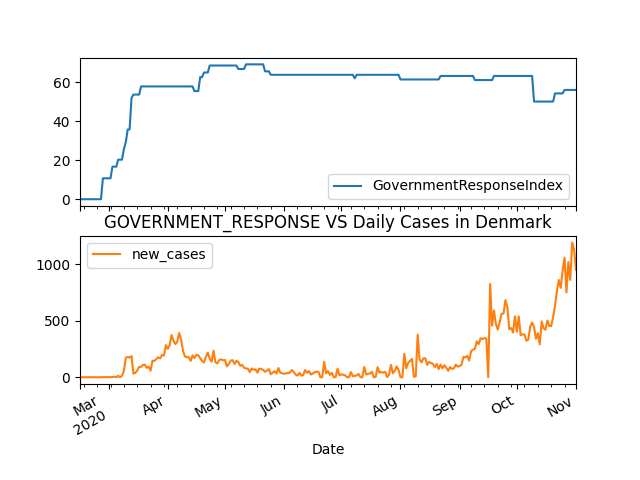 60
40
20
0
GovernmentResponseIndex
GOVERNMENT_RESPONSE VS Daily Cases in Denmark
new_cases
1000
500
0
Mar
2020
Apr
May
Jun
Jul
Aug
Sep
Oct
Nov
Date